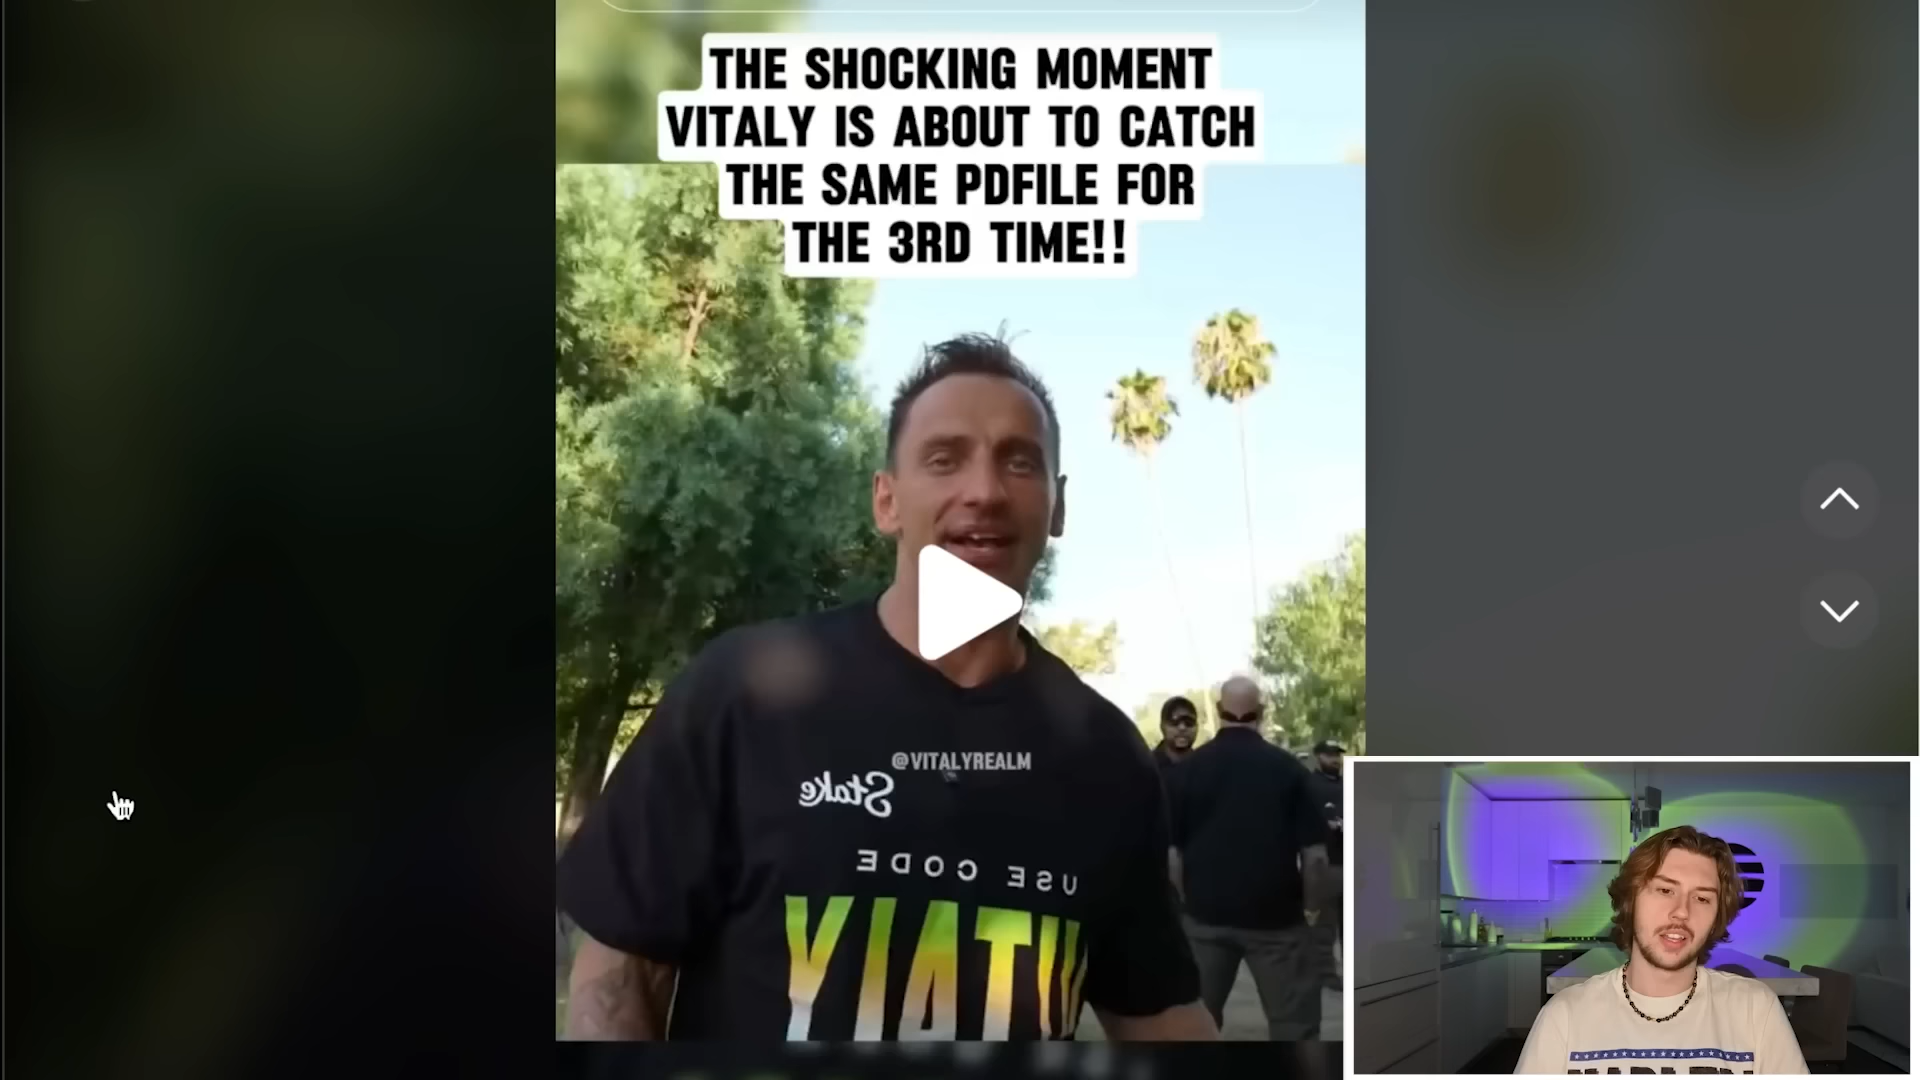 THE SHOCKING MOMENT
VITALY IS ABOUT TO CATCH
THE SAME PDFILE FOR
THE 3RD TIME!!
@VITALYREALM
Stake
USE CODE
VITALY